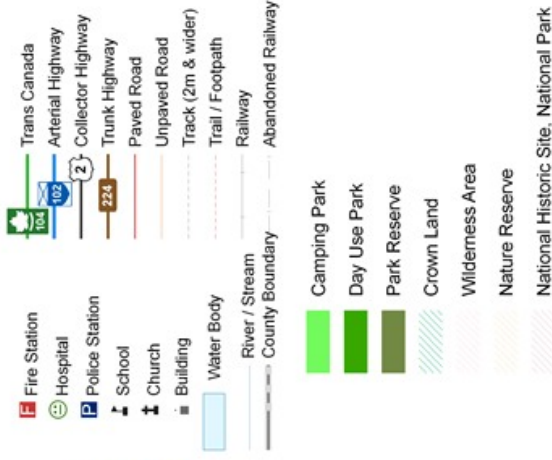 F Fire Station
Hospital
P Police Station
School
Church
Building
Water Body
River / Stream
County Boundary
104 Trans Canada
102 Arterial Highway
2 Collector Highway
224 Trunk Highway
Paved Road
Unpaved Road
Track (2m & wider)
Trail / Footpath
Railway
Abandoned Railway
Camping Park
Day Use Park
Park Reserve
Crown Land
Wilderness Area
Nature Reserve
National Historic Site, National Park